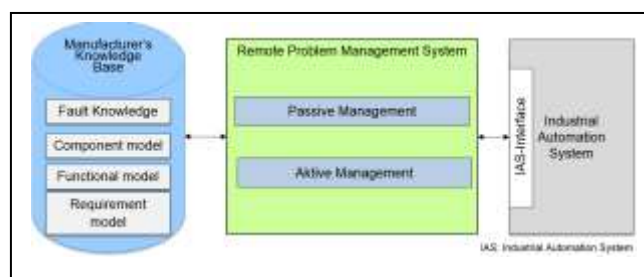 Manufacturer's
Knowledge
Base
Fault Knowledge
Component model
Functional model
Requirement
model
Remote Problem Management System
Passive Management
Aktive Management
IAS-Interface
Industrial
Automation
System
IAS: Industrial Automation System